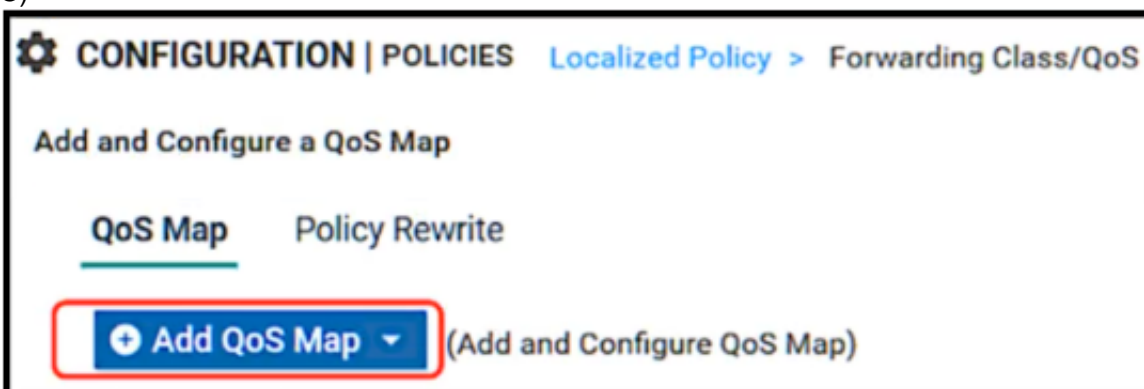 CONFIGURATION | POLICIES Localized Policy > Forwarding Class/QoS
Add and Configure a QoS Map
QoS Map Policy Rewrite
Add QoS Map (Add and Configure QoS Map)